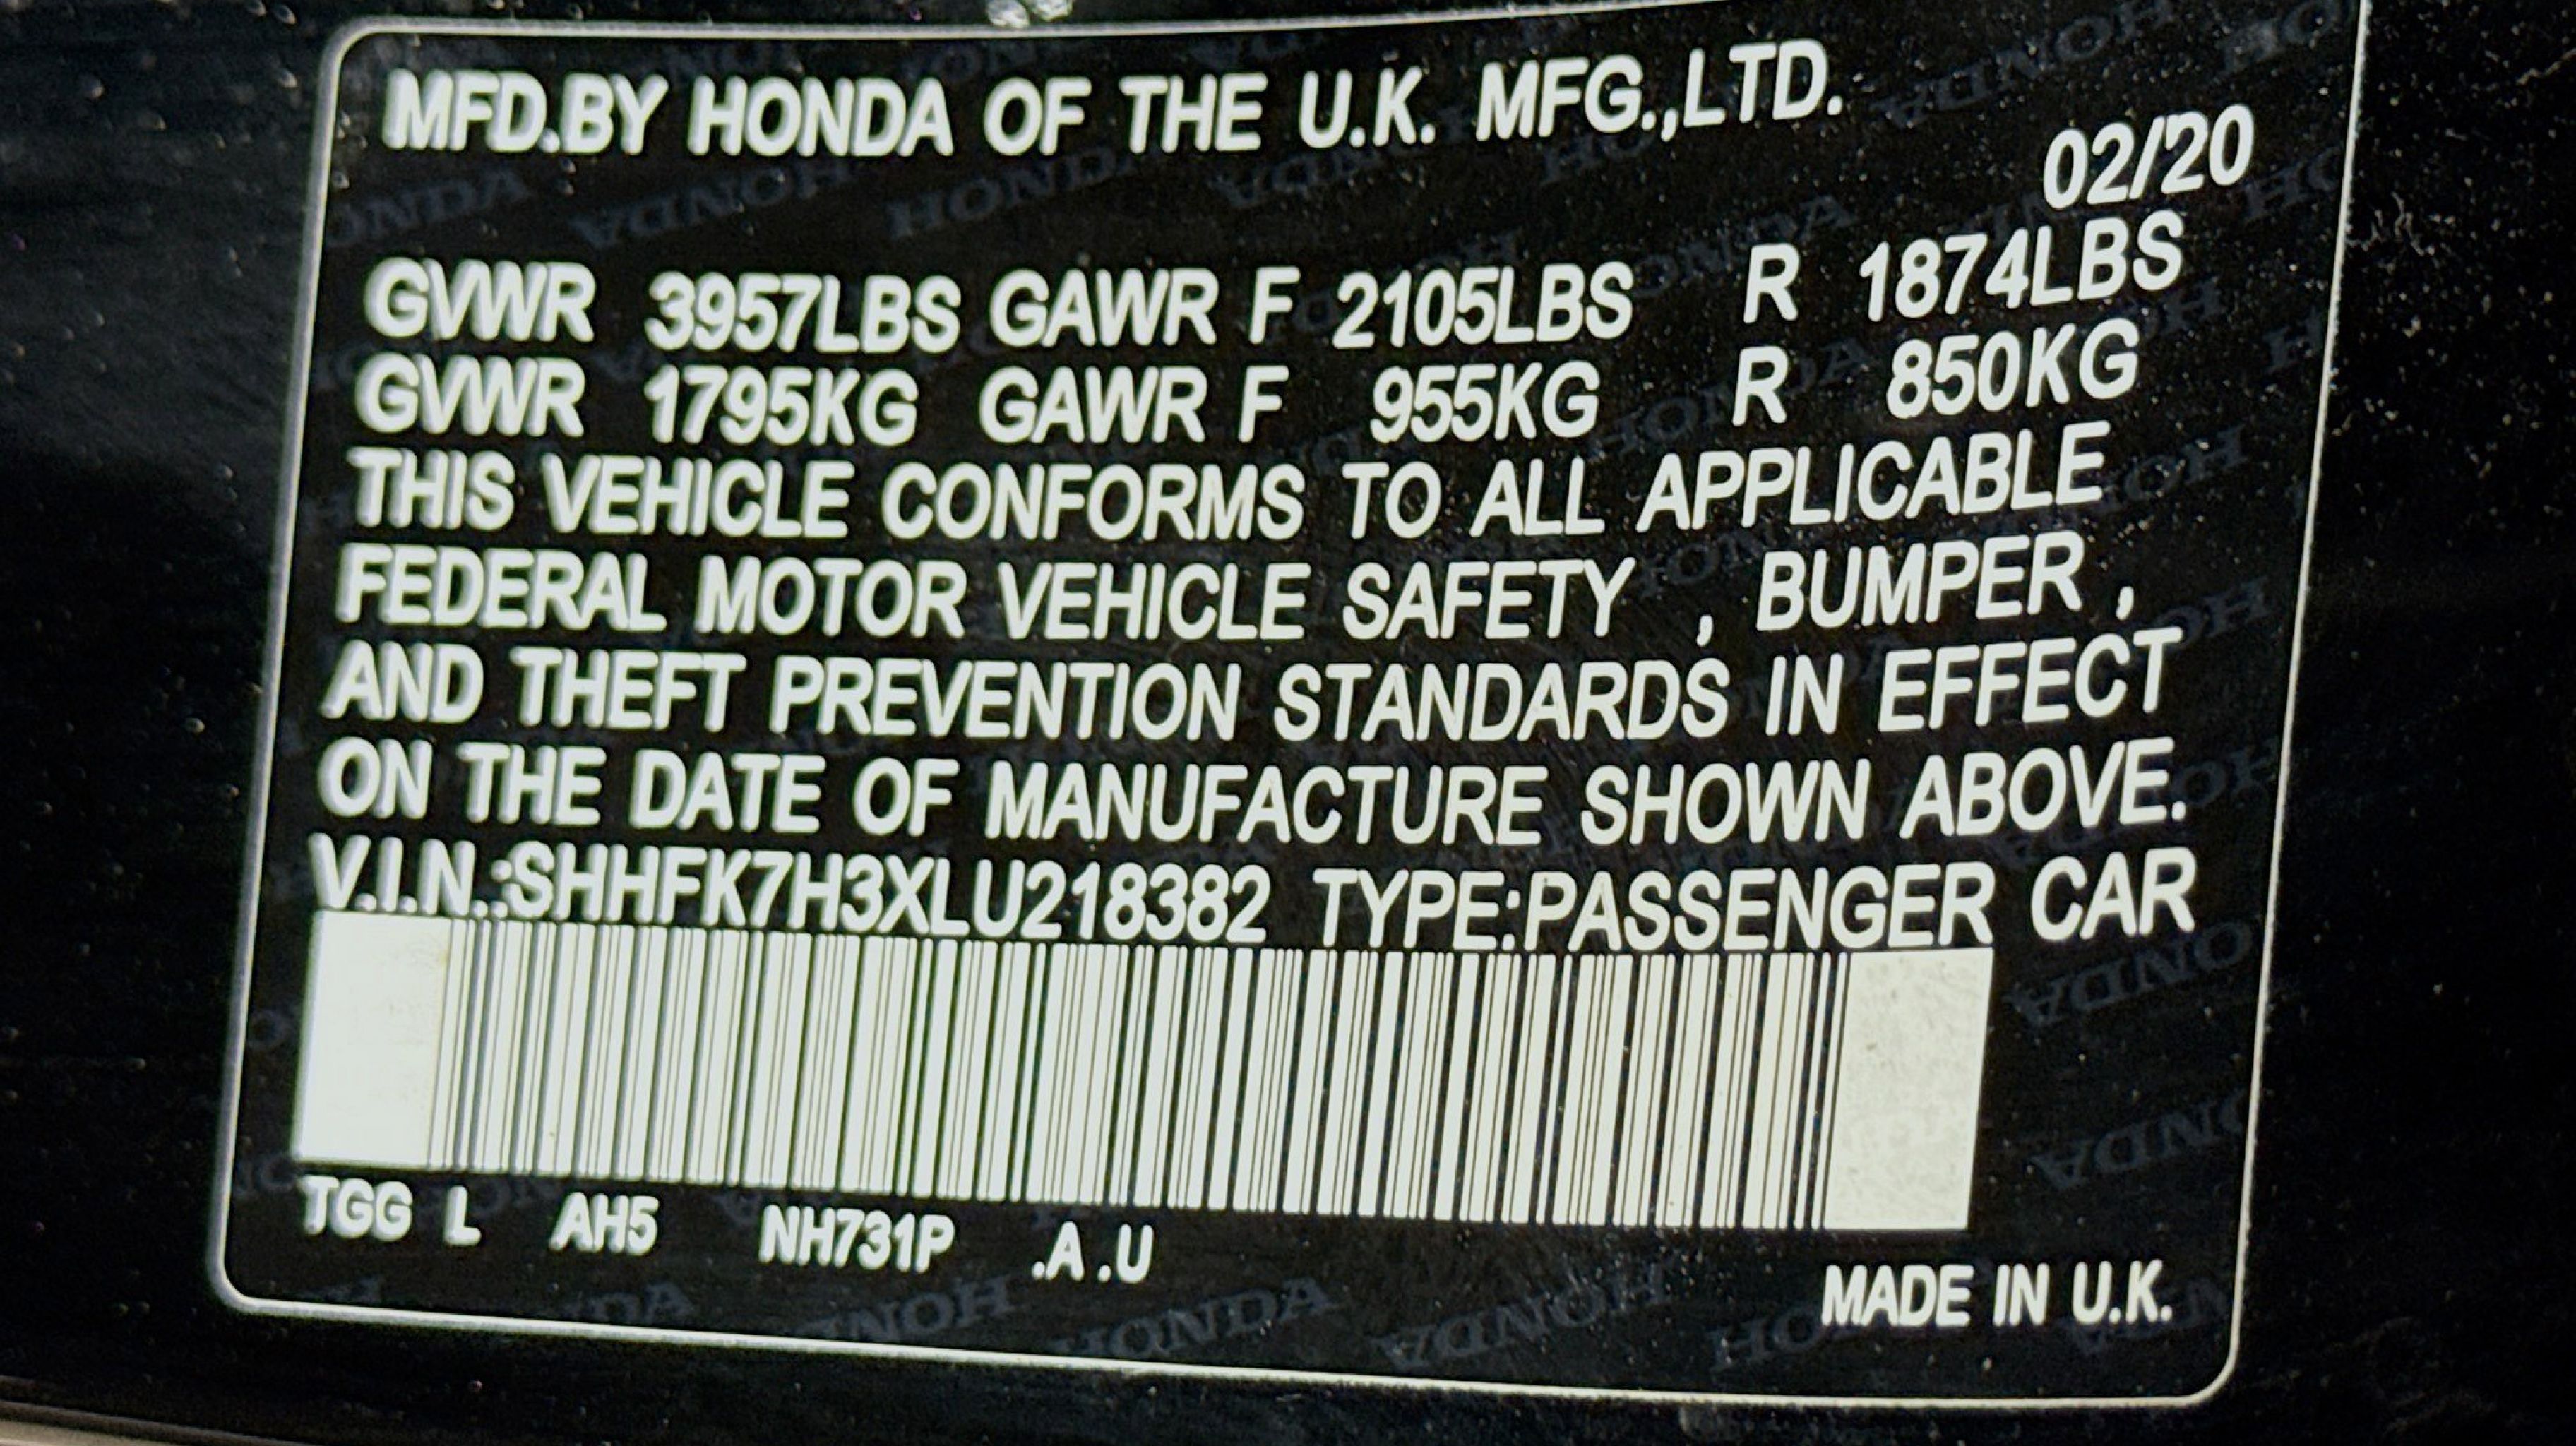 MFD.BY HONDA OF THE U.K. MFG.,LTD.
02/20
GVWR 3957LBS GAWR F 2105LBS R 1874LBS
GVWR 1795KG GAWR F 955KG R 850KG
THIS VEHICLE CONFORMS TO ALL APPLICABLE
FEDERAL MOTOR VEHICLE SAFETY , BUMPER ,
AND THEFT PREVENTION STANDARDS IN EFFECT
ON THE DATE OF MANUFACTURE SHOWN ABOVE.
V.I.N.:SHHFK7H3XLU218382 TYPE:PASSENGER CAR
TGG L AH5 NH731P .A .U
MADE IN U.K.